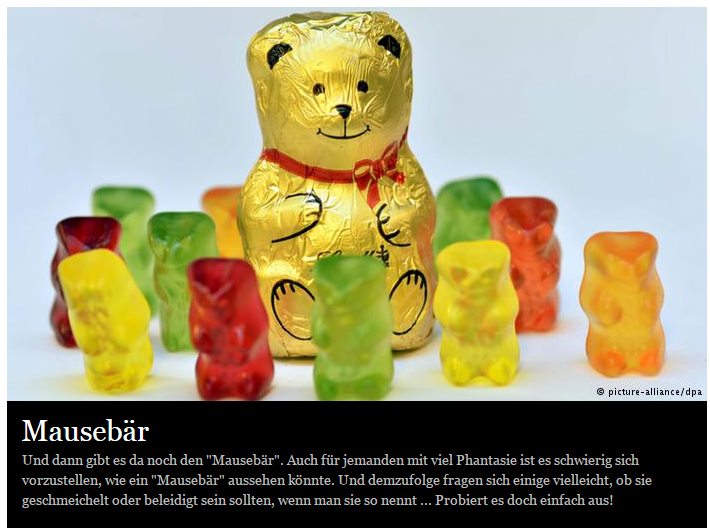 © picture-alliance/dpa
Mausebär
Und dann gibt es da noch den "Mausebär". Auch für jemanden mit viel Phantasie ist es schwierig sich
vorzustellen, wie ein "Mausebär" aussehen könnte. Und demzufolge fragen sich einige vielleicht, ob sie
geschmeichelt oder beleidigt sein sollten, wenn man sie so nennt ... Probiert es doch einfach aus!